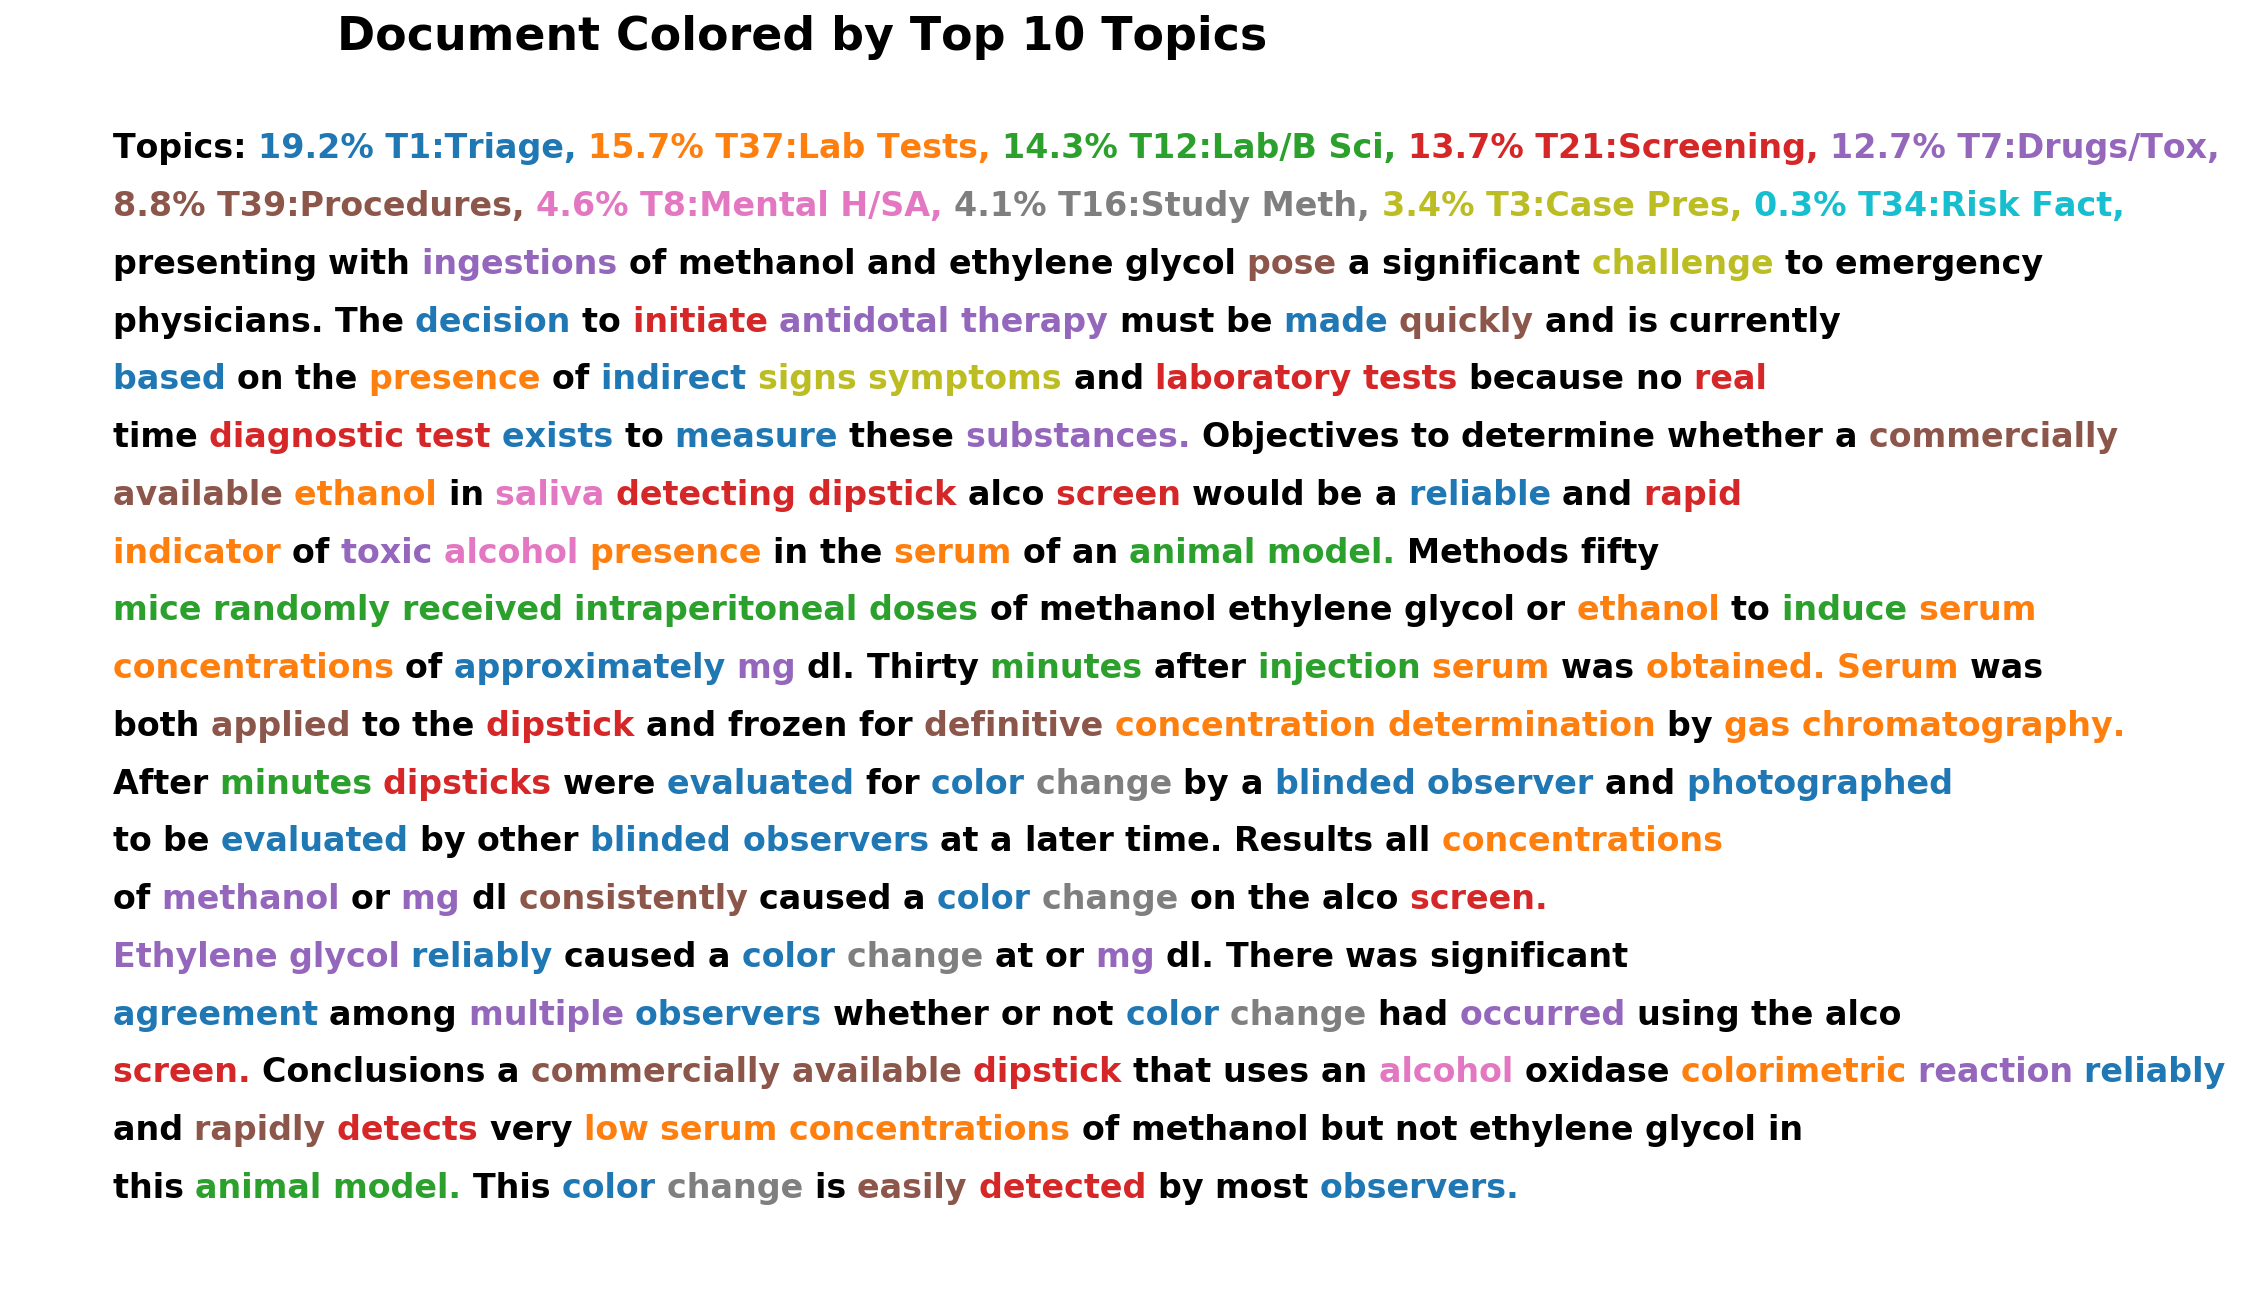 Document Colored by Top 10 Topics
Topics: 19.2% T1:Triage, 15.7% T37:Lab Tests, 14.3% T12:Lab/B Sci, 13.7% T21:Screening, 12.7% T7:Drugs/Tox,
8.8% T39:Procedures, 4.6% T8:Mental H/SA, 4.1% T16:Study Meth, 3.4% T3:Case Pres, 0.3% T34:Risk Fact,
presenting with ingestions of methanol and ethylene glycol pose a significant challenge to emergency
physicians. The decision to initiate antidotal therapy must be made quickly and is currently
based on the presence of indirect signs symptoms and laboratory tests because no real
time diagnostic test exists to measure these substances. Objectives to determine whether a commercially
available ethanol in saliva detecting dipstick alco screen would be a reliable and rapid
indicator of toxic alcohol presence in the serum of an animal model. Methods fifty
mice randomly received intraperitoneal doses of methanol ethylene glycol or ethanol to induce serum
concentrations of approximately mg dl. Thirty minutes after injection serum was obtained. Serum was
both applied to the dipstick and frozen for definitive concentration determination by gas chromatography.
After minutes dipsticks were evaluated for color change by a blinded observer and photographed
to be evaluated by other blinded observers at a later time. Results all concentrations
of methanol or mg dl consistently caused a color change on the alco screen.
Ethylene glycol reliably caused a color change at or mg dl. There was significant
agreement among multiple observers whether or not color change had occurred using the alco
screen. Conclusions a commercially available dipstick that uses an alcohol oxidase colorimetric reaction reliably
and rapidly detects very low serum concentrations of methanol but not ethylene glycol in
this animal model. This color change is easily detected by most observers.